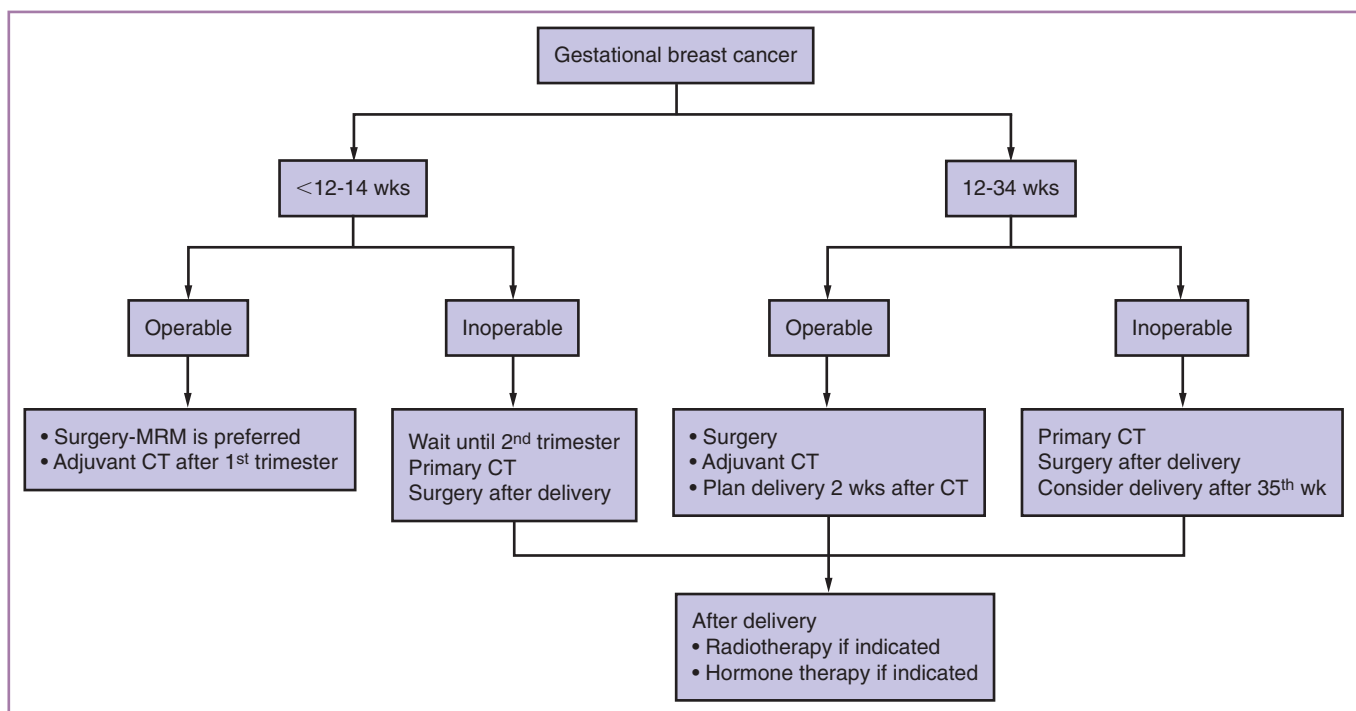 Gestational breast cancer
<12-14 wks
12-34 wks
Operable
Inoperable
Operable
Inoperable
• Surgery-MRM is preferred
• Adjuvant CT after 1st trimester
Wait until 2nd trimester
Primary CT
Surgery after delivery
• Surgery
• Adjuvant CT
• Plan delivery 2 wks after CT
Primary CT
Surgery after delivery
Consider delivery after 35th wk
After delivery
• Radiotherapy if indicated
• Hormone therapy if indicated